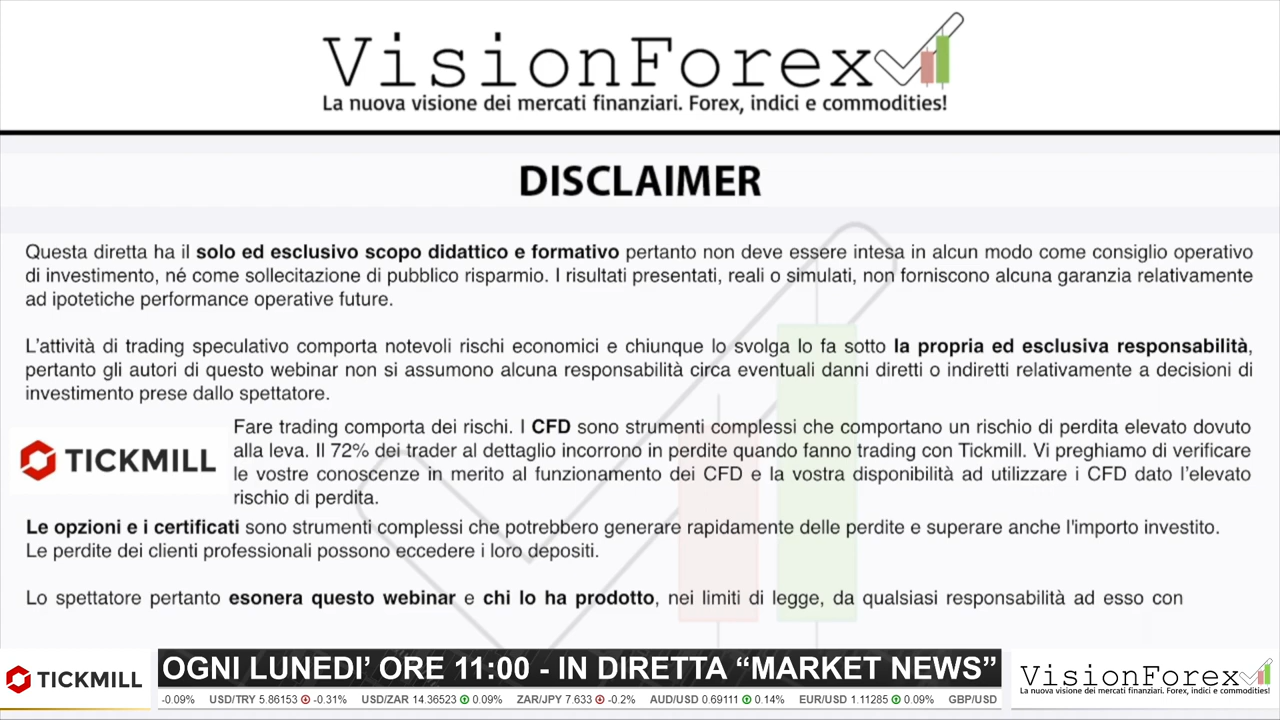 VisionForex
La nuova visione dei mercati finanziari. Forex, indici e commodities!
DISCLAIMER
Questa diretta ha il solo ed esclusivo scopo didattico e formativo pertanto non deve essere intesa in alcun modo come consiglio operativo
di investimento, né come sollecitazione di pubblico risparmio. I risultati presentati, reali o simulati, non forniscono alcuna garanzia relativamente
ad ipotetiche performance operative future.
L'attività di trading speculativo comporta notevoli rischi economici e chiunque lo svolga lo fa sotto la propria ed esclusiva responsabilità,
pertanto gli autori di questo webinar non si assumono alcuna responsabilità circa eventuali danni diretti o indiretti relativamente a decisioni di
investimento prese dallo spettatore.
TICKMILL
Fare trading comporta dei rischi. I CFD sono strumenti complessi che comportano un rischio di perdita elevato dovuto
alla leva. Il 72% dei trader al dettaglio incorrono in perdite quando fanno trading con Tickmill. Vi preghiamo di verificare
le vostre conoscenze in merito al funzionamento dei CFD e la vostra disponibilità ad utilizzare i CFD dato l'elevato
rischio di perdita.
Le opzioni e i certificati sono strumenti complessi che potrebbero generare rapidamente delle perdite e superare anche l'importo investito.
Le perdite dei clienti professionali possono eccedere i loro depositi.
Lo spettatore pertanto esonera questo webinar e chi lo ha prodotto, nei limiti di legge, da qualsiasi responsabilità ad esso con
TICKMILL
OGNI LUNEDI' ORE 11:00 - IN DIRETTA “MARKET NEWS”
-0.09% USD/TRY 5.86153 -0.31% USD/ZAR 14.36523 0.09% ZAR/JPY 7.633 -0.2% AUD/USD 0.69111 0.14% EUR/USD 1.11285 0.09% GBP/USD
VisionForex
La nuova visione dei mercati finanziari. Forex, indici e commodities!